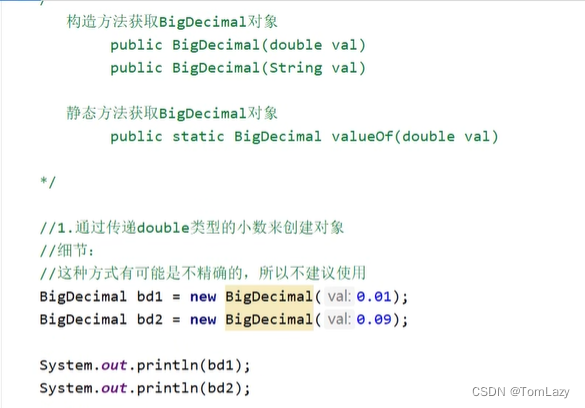 /
构造方法获取BigDecimal对象
public BigDecimal(double val)
public BigDecimal(String val)
静态方法获取BigDecimal对象
public static BigDecimal valueOf(double val)
*/
//1.通过传递double类型的小数来创建对象
//细节:
//这种方式有可能是不精确的，所以不建议使用
BigDecimal bd1 = new BigDecimal( val: 0.01);
BigDecimal bd2 = new BigDecimal( val: 0.09);
System.out.println(bd1);
System.out.println(bd2);
CSDN @TomLazy